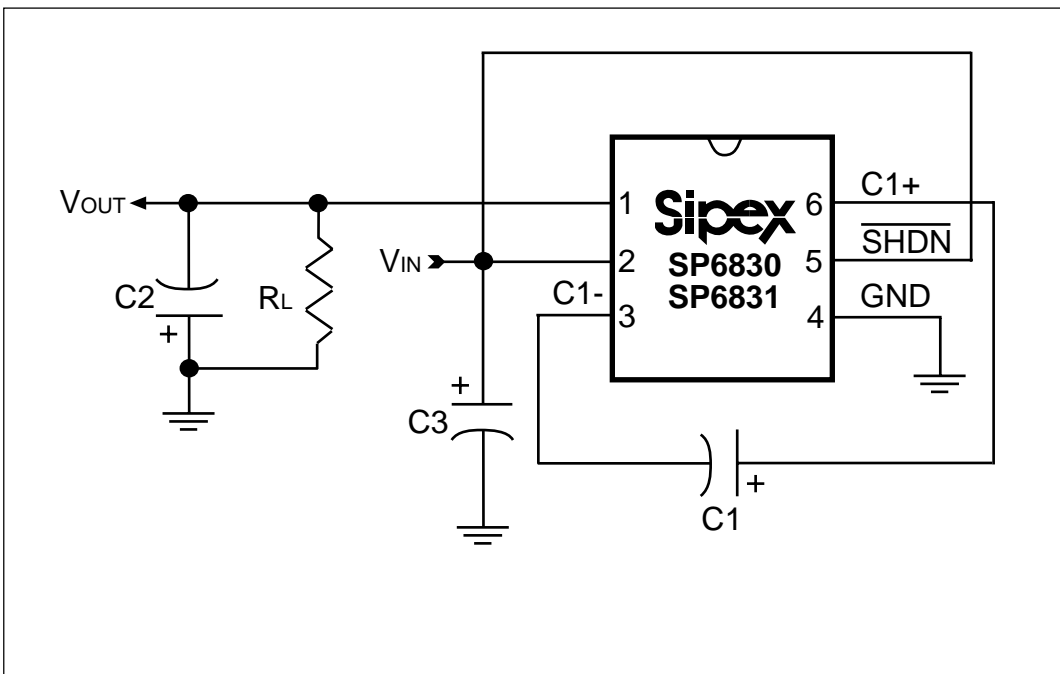 VOUT
C2
+
RL
VIN
C1-
1
2
3
Sipex
SP6830
SP6831
6
5
4
C1+
SHDN
GND
+
C3
+
C1